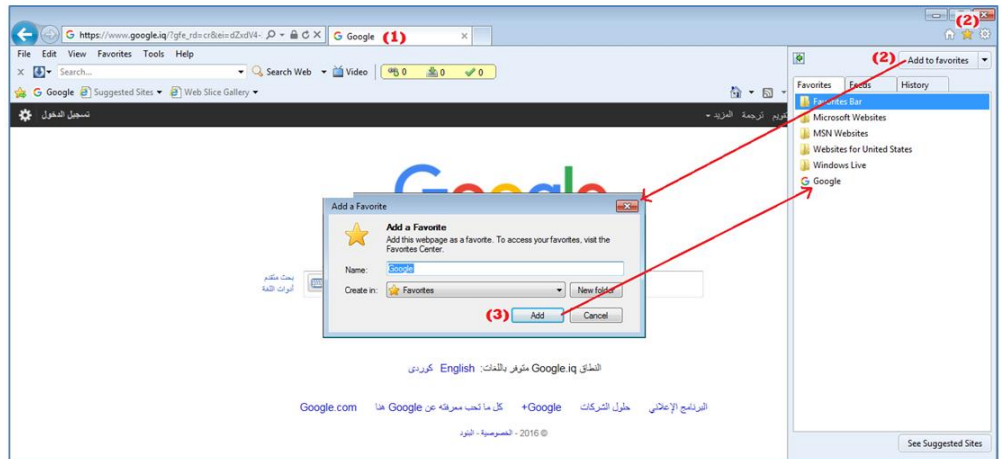 (2)
G https://www.google.iq/?gfe_rd=cr&ei=dZxdV4-
G Google (1) x
File Edit View Favorites Tools Help
x Search... Search Web Video 0 0 0
Google Suggested Sites Web Slice Gallery
تسجيل الدخول
المزيد ترجمة تقويم
(2) Add to favorites
Favorites Feeds History
Favorites Bar
Microsoft Websites
MSN Websites
Websites for United States
Windows Live
Google
Google
Add a Favorite
Add a Favorite
Add this webpage as a favorite. To access your favorites, visit the
Favorites Center.
Name: Google
Create in: Favorites New folder
(3) Add Cancel
بحث متقدم
أدوات اللغة
النطاق Google.iq متوفر باللغات: English کوردی
البرنامج الإعلاني حلول الشركات Google+ كل ما تحب معرفته عن Google هنا Google.com
© 2016 - الخصوصية - البنود
See Suggested Sites